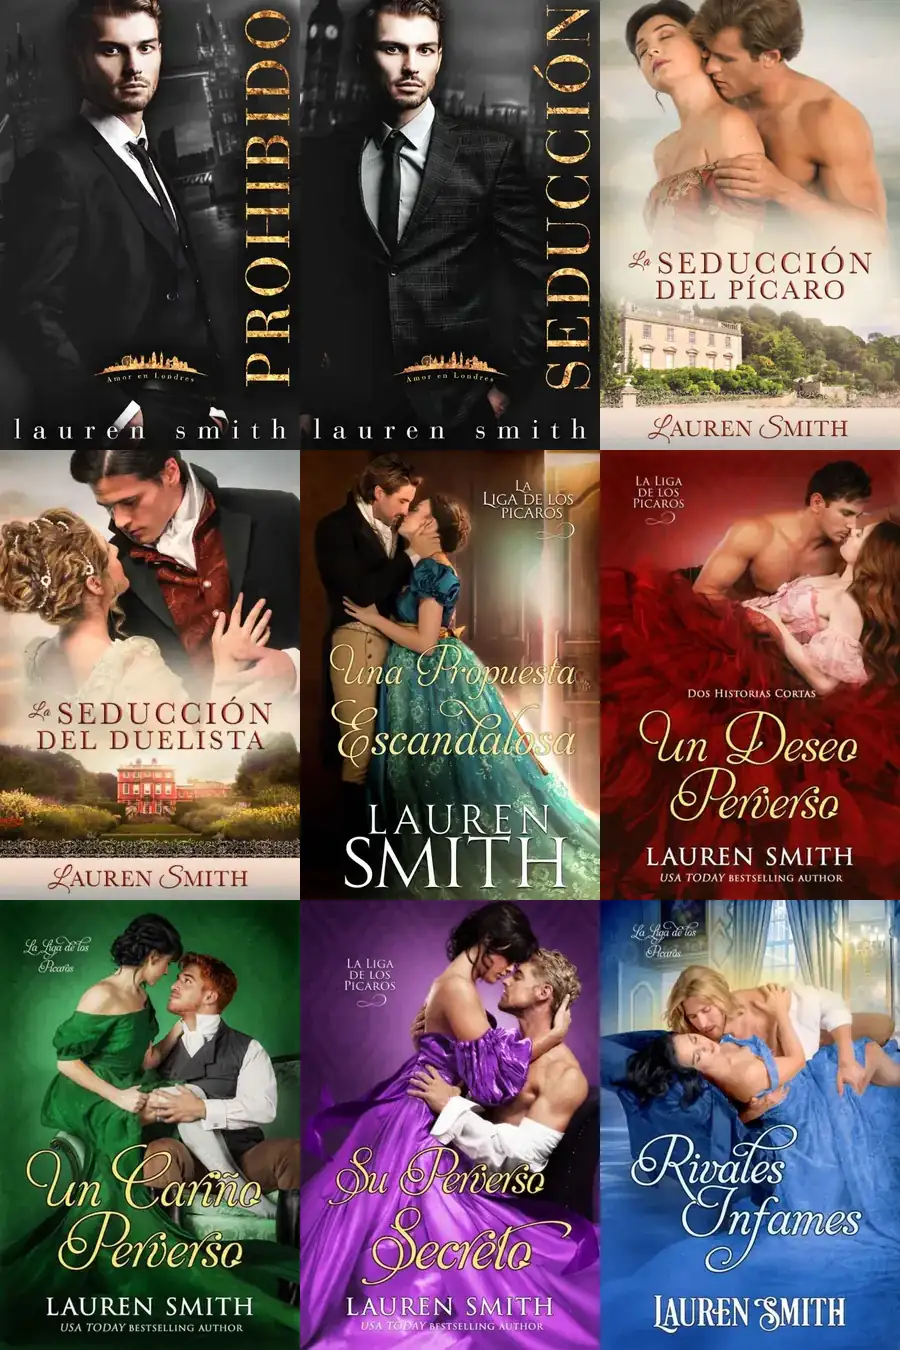 PROHIBIDO
Amor en Londres
lauren smith
SEDUCCIÓN
Amor en Londres
lauren smith
La SEDUCCIÓN
DEL PÍCARO
LAUREN SMITH
La SEDUCCIÓN
DEL DUELISTA
LAUREN SMITH
LA
LIGA DE LOS
PICAROS
Una Propuesta
Escandalosa
LAUREN
SMITH
LA LIGA
DE LOS
PICAROS
DOS HISTORIAS CORTAS
Un Deseo
Perverso
LAUREN SMITH
USA TODAY BESTSELLING AUTHOR
La Liga de los
Pícaros
Un Cariño
Perverso
LAUREN SMITH
USA TODAY BESTSELLING AUTHOR
LA LIGA
DE LOS
PICAROS
Su Perverso
Secreto
LAUREN SMITH
USA TODAY BESTSELLING AUTHOR
La Liga de los
Pícaros
Rivales
Infames
LAUREN SMITH